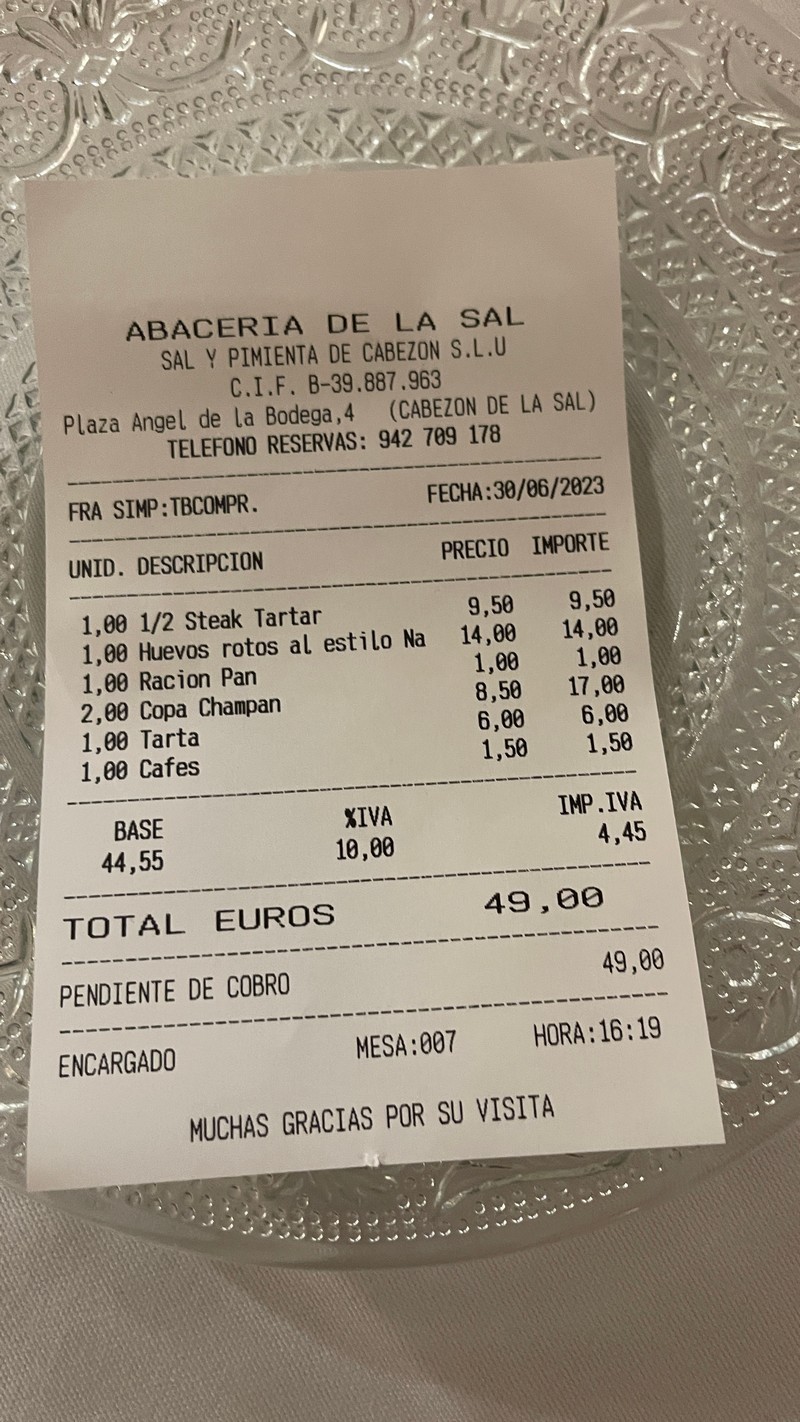 ABACERIA DE LA SAL
SAL Y PIMIENTA DE CABEZON S.L.U
C.I.F. B-39.887.963
Plaza Angel de la Bodega,4 (CABEZON DE LA SAL)
TELEFONO RESERVAS: 942 709 178
FRA SIMP:TBCOMPR. FECHA:30/06/2023
UNID. DESCRIPCION PRECIO IMPORTE
1,00 1/2 Steak Tartar 9,50 9,50
1,00 Huevos rotos al estilo Na 14,00 14,00
1,00 Racion Pan 1,00 1,00
2,00 Copa Champan 8,50 17,00
1,00 Tarta 6,00 6,00
1,00 Cafes 1,50 1,50
BASE %IVA IMP.IVA
44,55 10,00 4,45
TOTAL EUROS 49,00
PENDIENTE DE COBRO 49,00
ENCARGADO MESA:007 HORA:16:19
MUCHAS GRACIAS POR SU VISITA